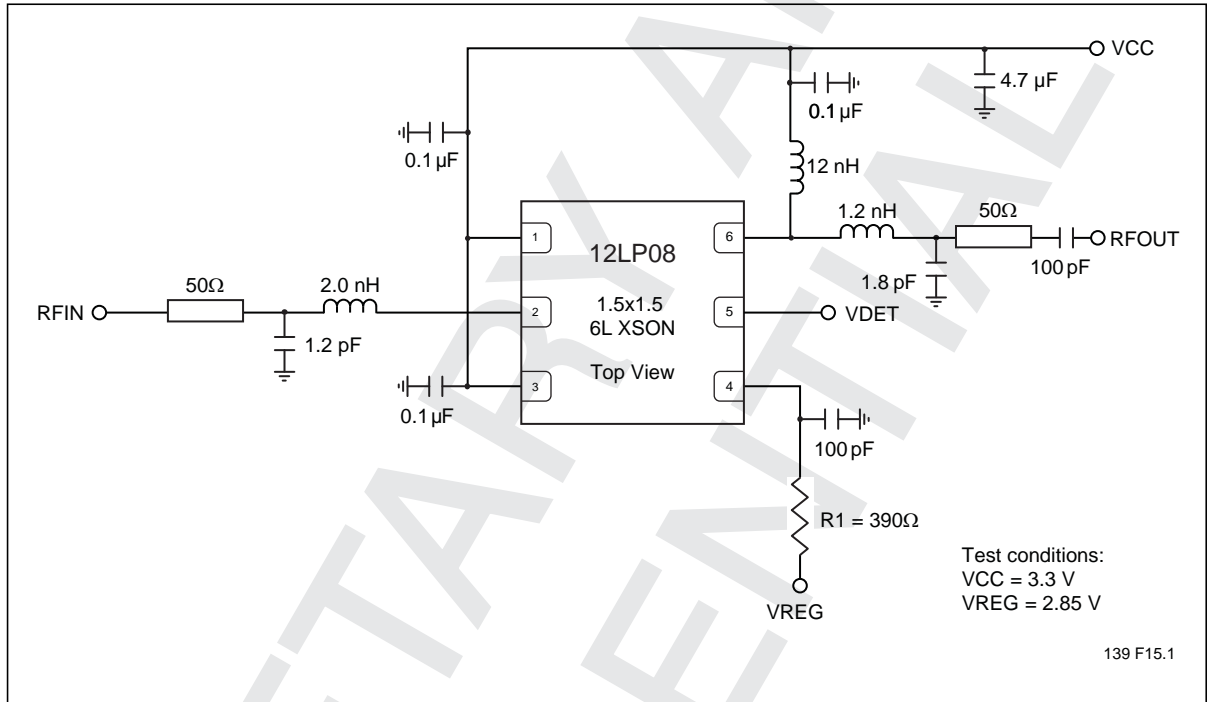 VCC
4.7 µF
0.1 µF
0.1 µF
12 nH
1.2 nH
50Ω
RFOUT
100 pF
1.8 pF
1
6
12LP08
50Ω
2.0 nH
RFIN
2
1.5x1.5
6L XSON
5
VDET
1.2 pF
Top View
3
4
0.1 µF
100 pF
R1 = 390Ω
VREG
Test conditions:
VCC = 3.3 V
VREG = 2.85 V
139 F15.1